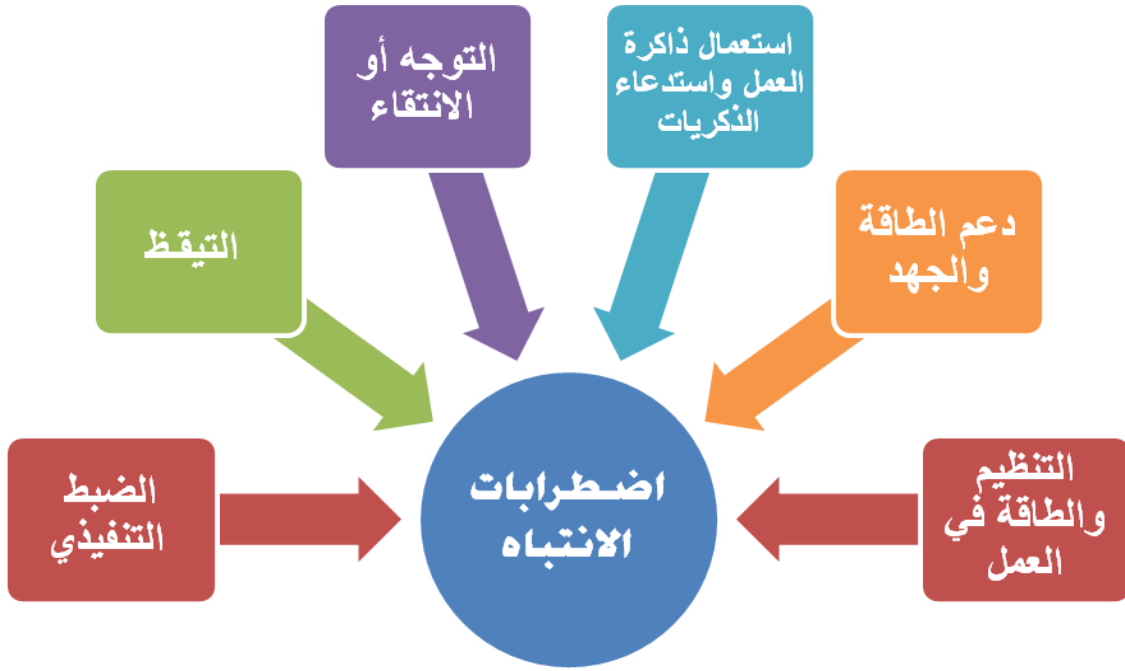 استعمال ذاكرة
العمل واستدعاء
الذكريات
التوجه أو
الانتقاء
دعم الطاقة
والجهد
التيقظ
التنظيم
والطاقة في
العمل
اضطرابات
الانتباه
الضبط
التنفيذي